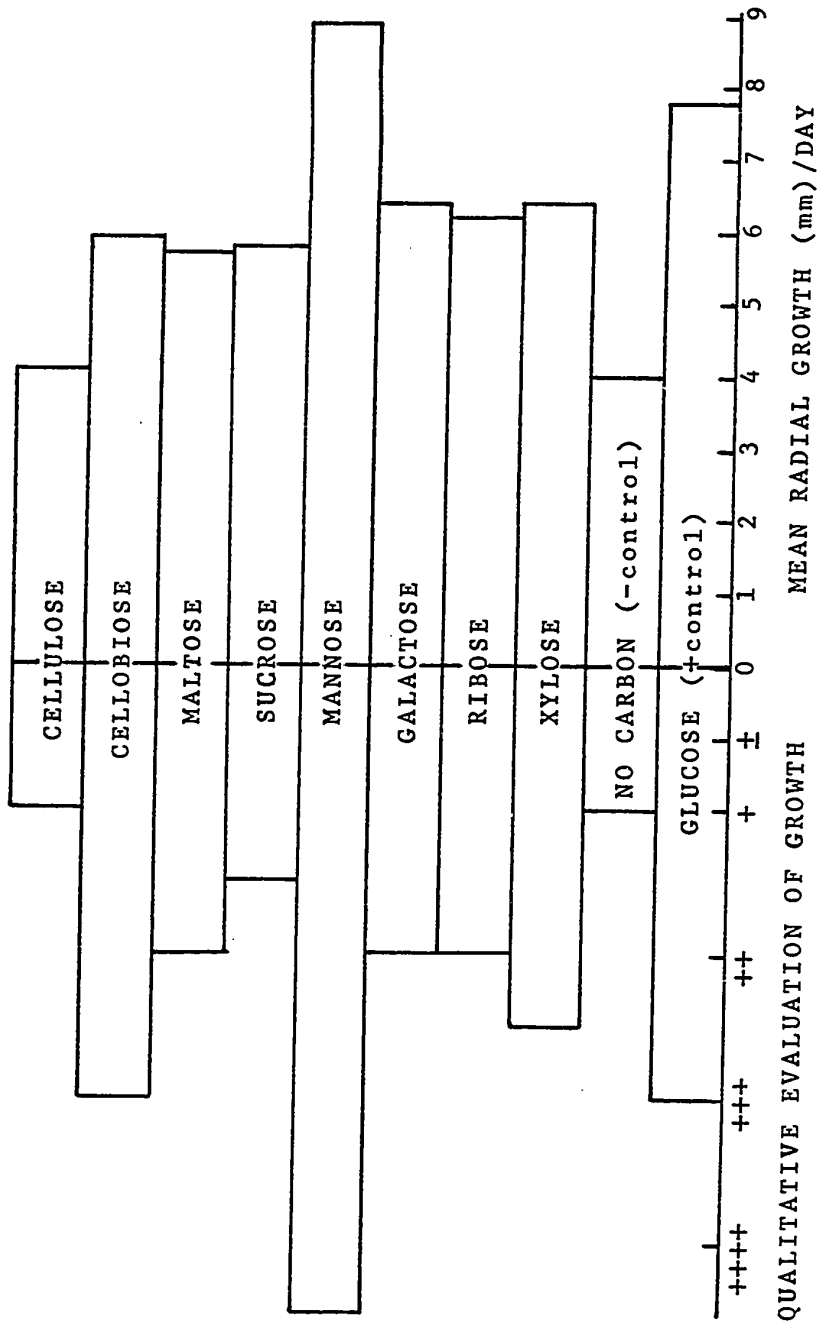 CELLULOSE
CELLOBIOSE
MALTOSE
SUCROSE
MANNOSE
GALACTOSE
RIBOSE
XYLOSE
NO CARBON (-control)
GLUCOSE (+control)
++++ +++ ++ + ± 0 1 2 3 4 5 6 7 8 9
QUALITATIVE EVALUATION OF GROWTH MEAN RADIAL GROWTH (mm)/DAY